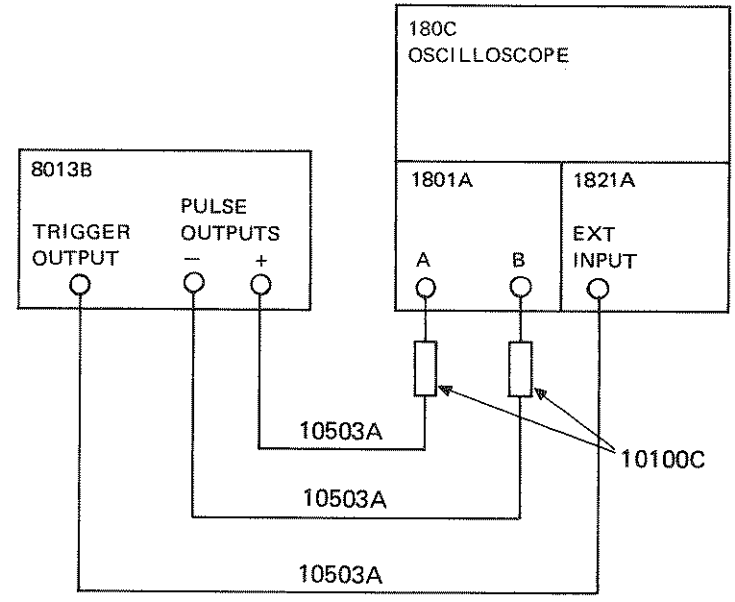 180C
OSCILLOSCOPE
8013B
TRIGGER
OUTPUT
PULSE
OUTPUTS
— +
1801A
A B
1821A
EXT
INPUT
10503A
10100C
10503A
10503A